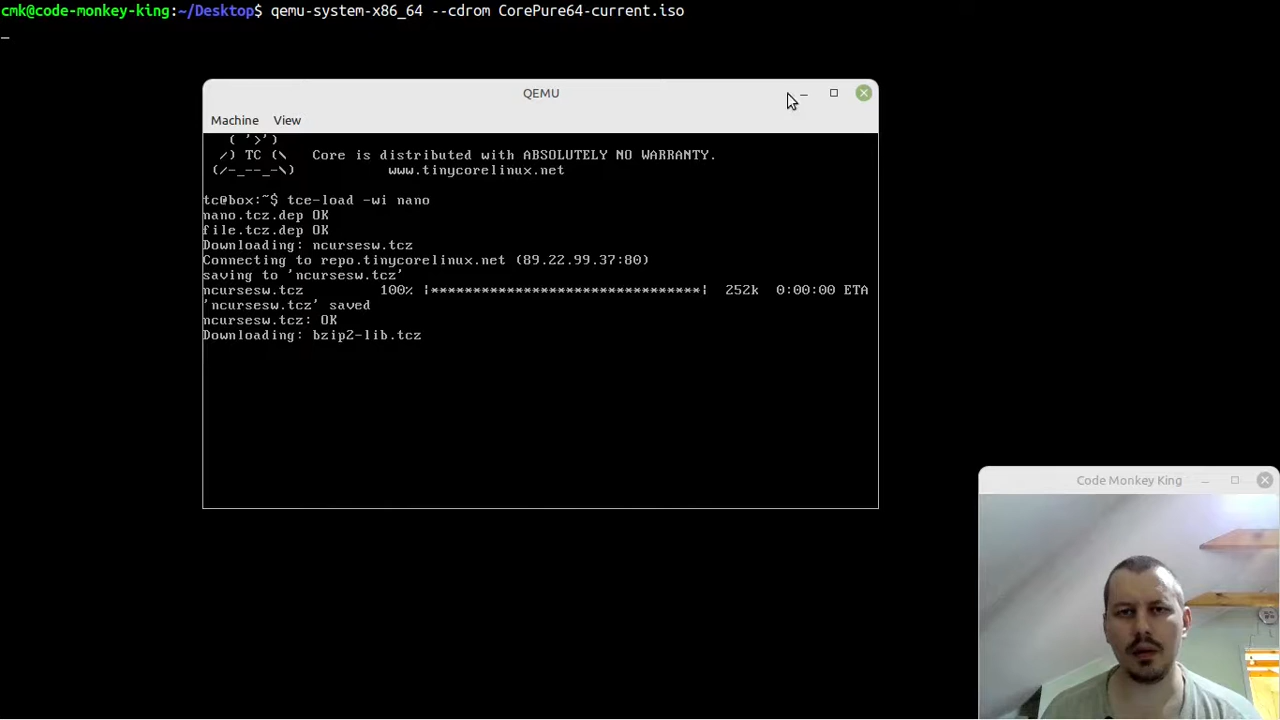 cmk@code-monkey-king:~/Desktop$ qemu-system-x86_64 --cdrom CorePure64-current.iso
QEMU
Machine View
( '>')
/) TC (\ Core is distributed with ABSOLUTELY NO WARRANTY.
(/-_--_-\) www.tinycorelinux.net
tc@box:~$ tce-load -wi nano
nano.tcz.dep OK
file.tcz.dep OK
Downloading: ncursesw.tcz
Connecting to repo.tinycorelinux.net (89.22.99.37:80)
saving to 'ncursesw.tcz'
ncursesw.tcz 100% |*******************************| 252k 0:00:00 ETA
'ncursesw.tcz' saved
ncursesw.tcz: OK
Downloading: bzip2-lib.tcz
Code Monkey King